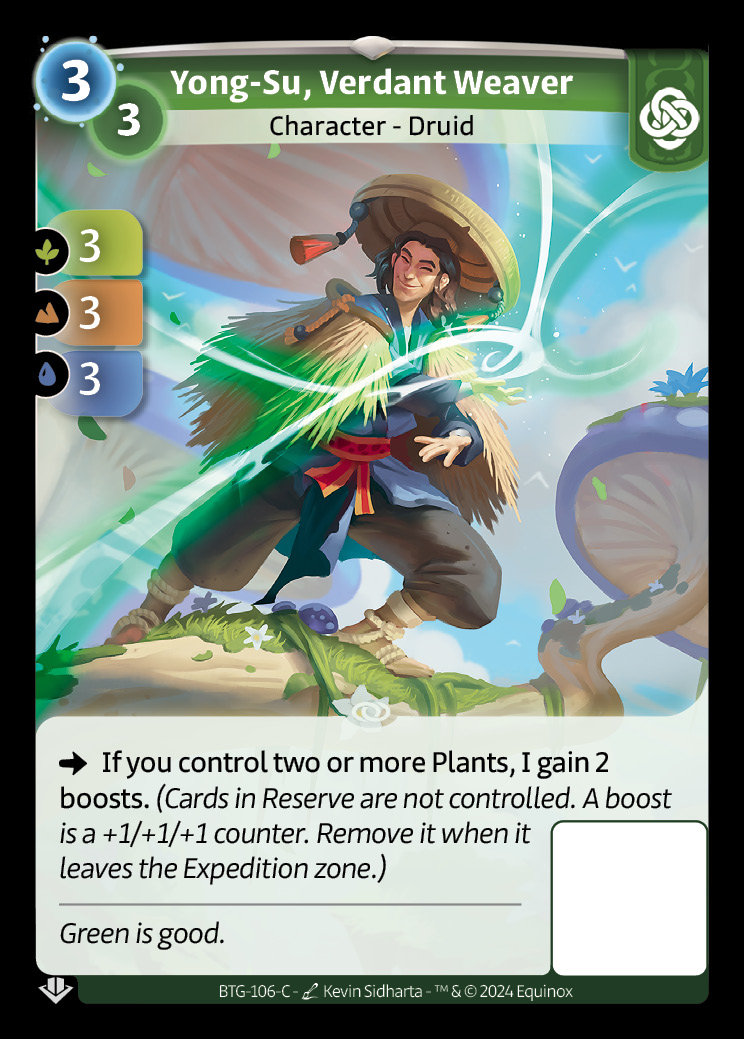 3
3
Yong-Su, Verdant Weaver
Character - Druid
3
3
3
If you control two or more Plants, I gain 2
boosts. (Cards in Reserve are not controlled. A boost
is a +1/+1/+1 counter. Remove it when it
leaves the Expedition zone.)
Green is good.
BTG-106-C - Kevin Sidharta - ™ & © 2024 Equinox